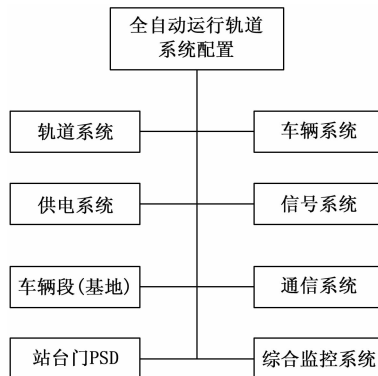 全自动运行轨道
系统配置
轨道系统
车辆系统
供电系统
信号系统
车辆段(基地)
通信系统
站台门PSD
综合监控系统